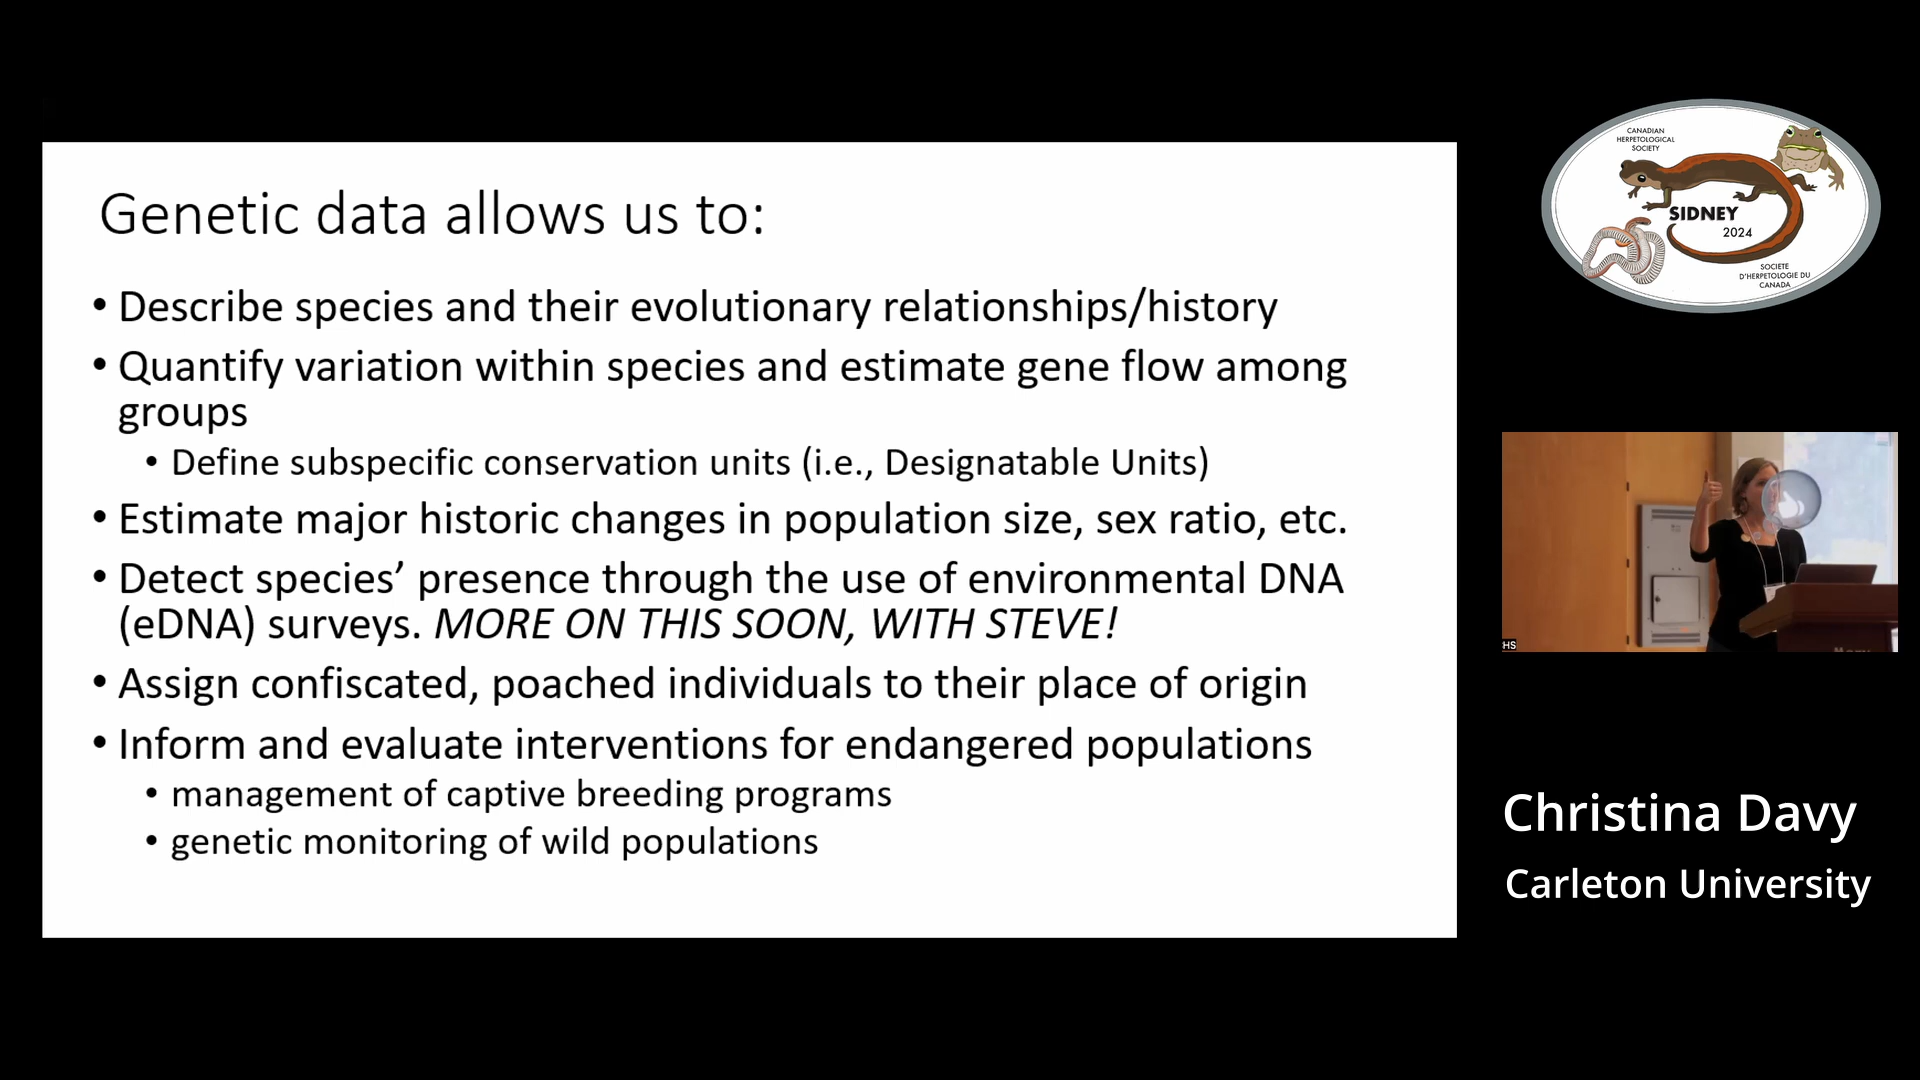 Genetic data allows us to:
• Describe species and their evolutionary relationships/history
• Quantify variation within species and estimate gene flow among
groups
• Define subspecific conservation units (i.e., Designatable Units)
• Estimate major historic changes in population size, sex ratio, etc.
• Detect species’ presence through the use of environmental DNA
(eDNA) surveys. MORE ON THIS SOON, WITH STEVE!
• Assign confiscated, poached individuals to their place of origin
• Inform and evaluate interventions for endangered populations
• management of captive breeding programs
• genetic monitoring of wild populations
CANADIAN
HERPETOLOGICAL
SOCIETY
SIDNEY
2024
SOCIETE
D'HERPETOLOGIE DU
CANADA
HS
Christina Davy
Carleton University